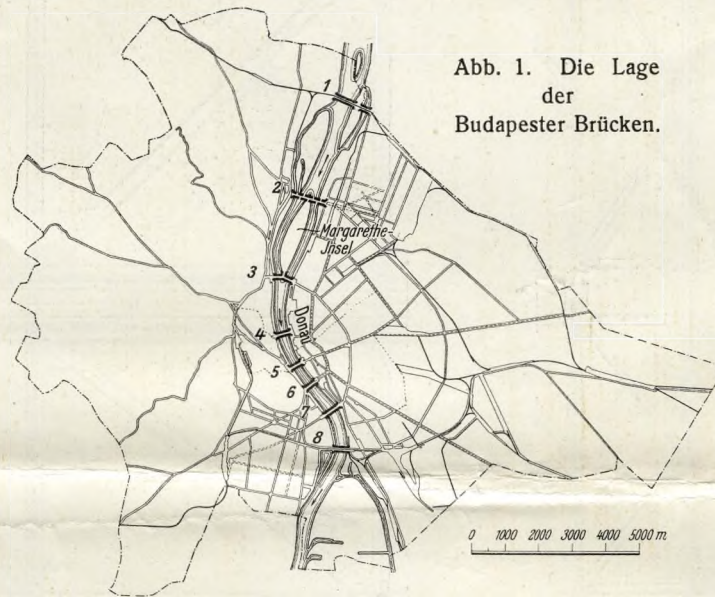 Abb. 1. Die Lage
der
Budapester Brücken.
1
2
Margarethe-
Jnsel
3
Donau
4
5
6
7
8
0 1000 2000 3000 4000 5000 m